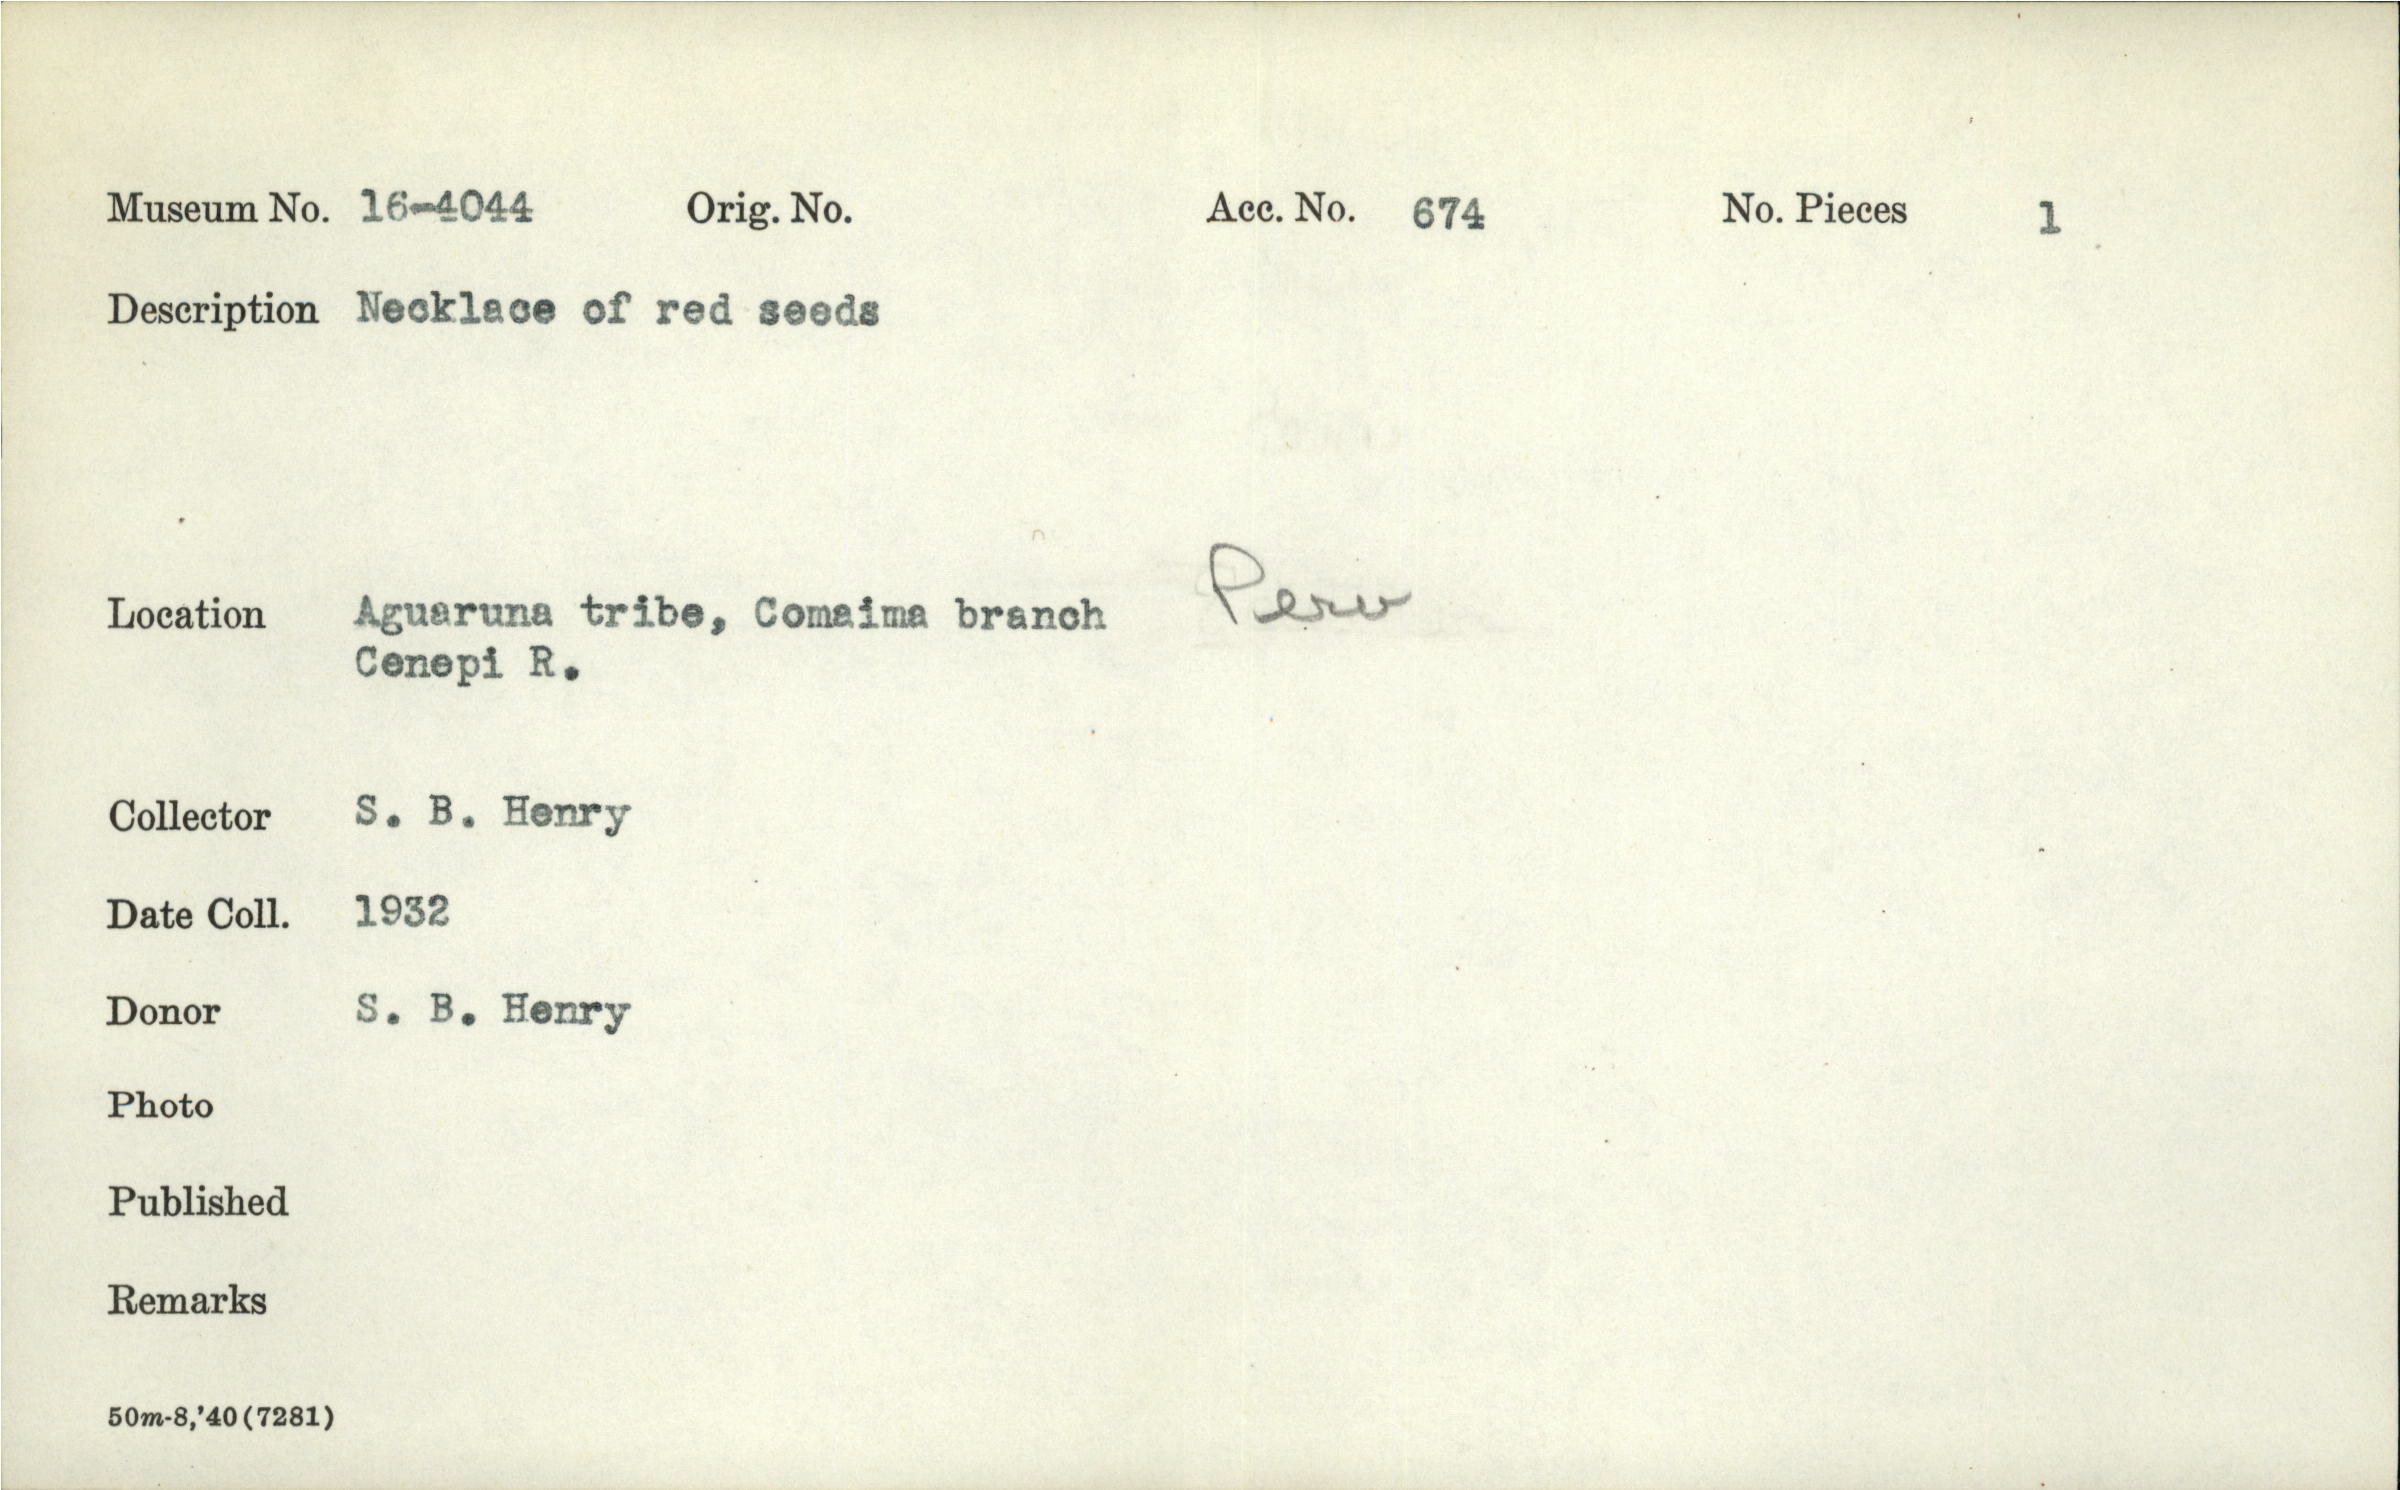 Museum No. 16-4044 Orig. No. Acc. No. 674 No. Pieces 1
Description Necklace of red seeds
Location Aguaruna tribe, Comaima branch Peru
Cenepi R.
Collector S. B. Henry
Date Coll. 1932
Donor S. B. Henry
Photo
Published
Remarks
50m-8,'40(7281)